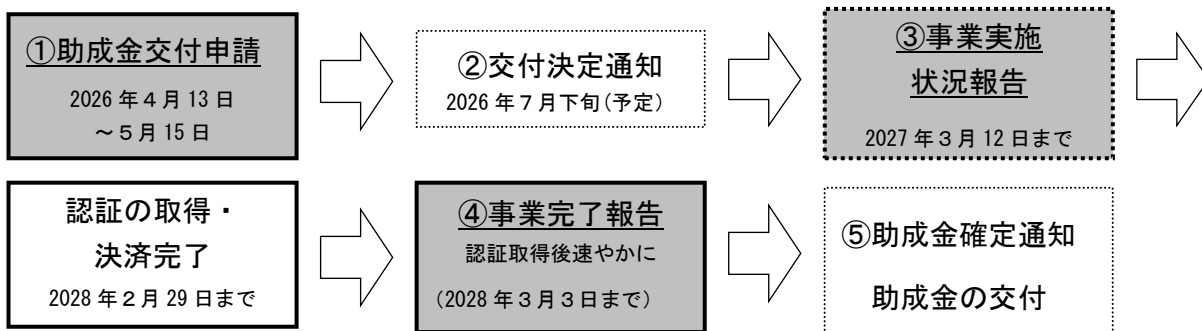 ①助成金交付申請
2026年４月13日
～５月15日
②交付決定通知
2026年７月下旬(予定)
③事業実施
状況報告
2027年３月12日まで
認証の取得・
決済完了
2028年２月29日まで
④事業完了報告
認証取得後速やかに
(2028年３月３日まで)
⑤助成金確定通知
助成金の交付